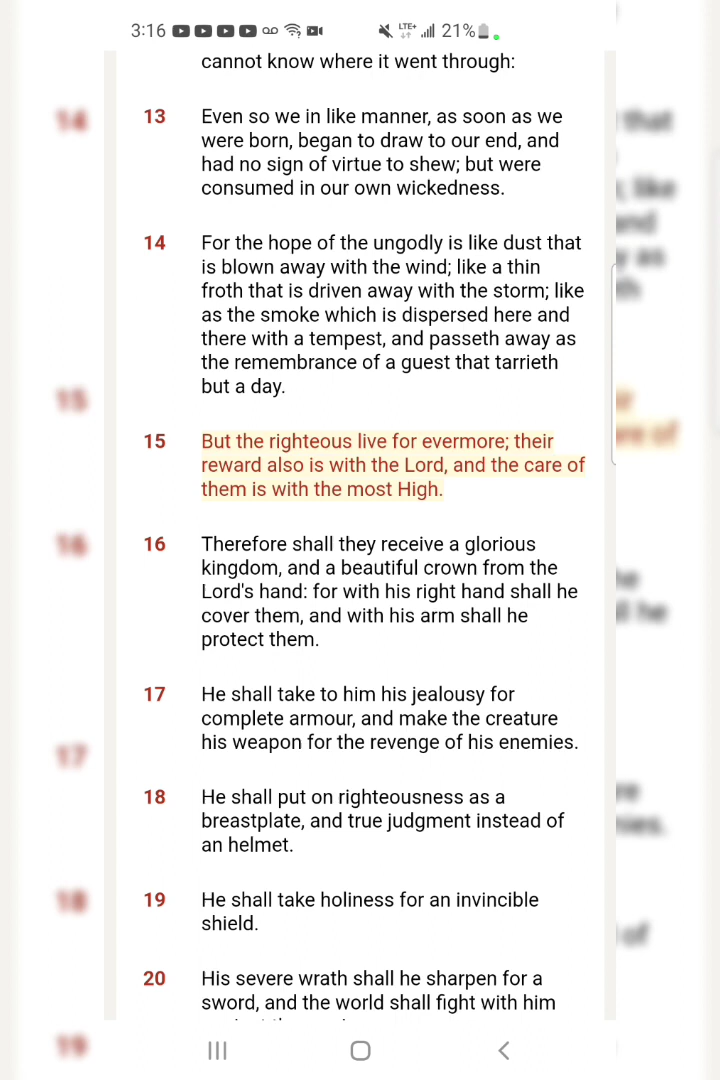 3:16 LTE+ 21%
cannot know where it went through:
13 Even so we in like manner, as soon as we
were born, began to draw to our end, and
had no sign of virtue to shew; but were
consumed in our own wickedness.
14 For the hope of the ungodly is like dust that
is blown away with the wind; like a thin
froth that is driven away with the storm; like
as the smoke which is dispersed here and
there with a tempest, and passeth away as
the remembrance of a guest that tarrieth
but a day.
15 But the righteous live for evermore; their
reward also is with the Lord, and the care of
them is with the most High.
16 Therefore shall they receive a glorious
kingdom, and a beautiful crown from the
Lord's hand: for with his right hand shall he
cover them, and with his arm shall he
protect them.
17 He shall take to him his jealousy for
complete armour, and make the creature
his weapon for the revenge of his enemies.
18 He shall put on righteousness as a
breastplate, and true judgment instead of
an helmet.
19 He shall take holiness for an invincible
shield.
20 His severe wrath shall he sharpen for a
sword, and the world shall fight with him